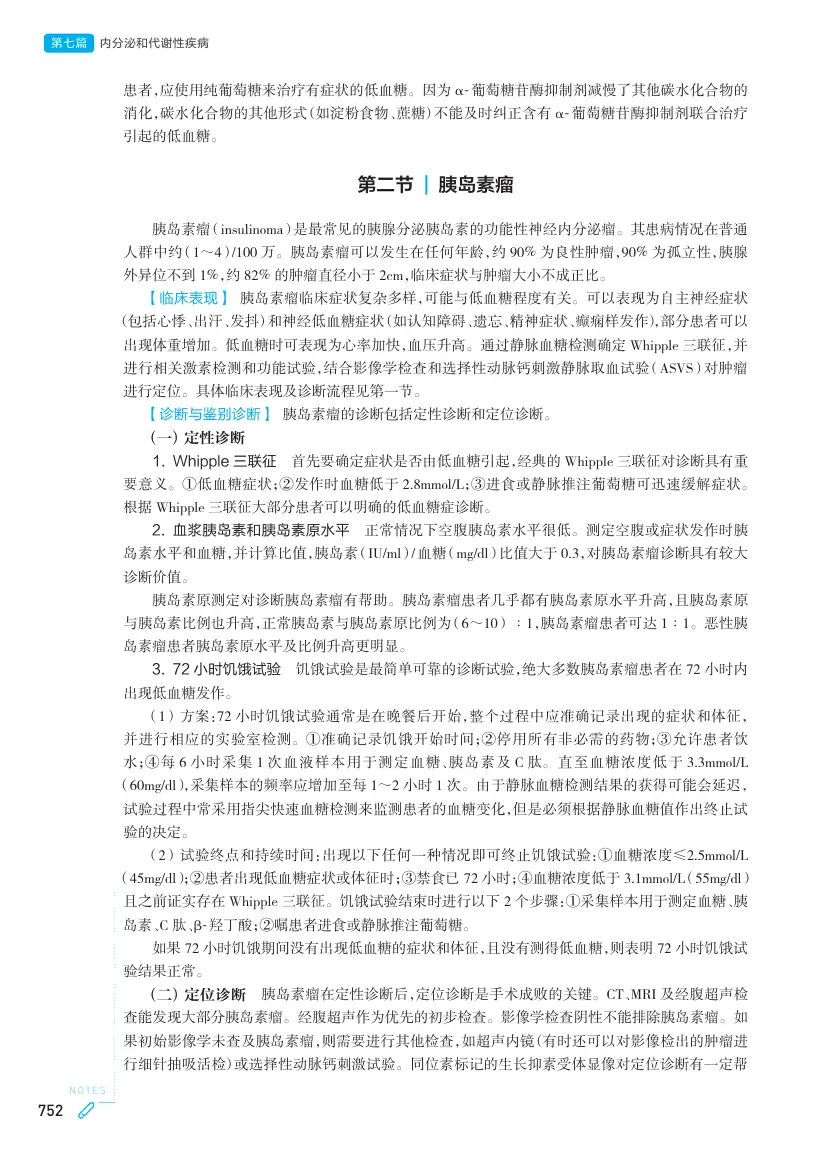 第七篇 内分泌和代谢性疾病
患者,应使用纯葡萄糖来治疗有症状的低血糖。因为 α- 葡萄糖苷酶抑制剂减慢了其他碳水化合物的
消化,碳水化合物的其他形式(如淀粉食物、蔗糖)不能及时纠正含有 α- 葡萄糖苷酶抑制剂联合治疗
引起的低血糖。
第二节 | 胰岛素瘤
胰岛素瘤(insulinoma)是最常见的胰腺分泌胰岛素的功能性神经内分泌瘤。其患病情况在普通
人群中约(1~4)/100 万。胰岛素瘤可以发生在任何年龄,约 90% 为良性肿瘤,90% 为孤立性,胰腺
外异位不到 1%,约 82% 的肿瘤直径小于 2cm,临床症状与肿瘤大小不成正比。
【临床表现】 胰岛素瘤临床症状复杂多样,可能与低血糖程度有关。可以表现为自主神经症状
(包括心悸、出汗、发抖)和神经低血糖症状(如认知障碍、遗忘、精神症状、癫痫样发作),部分患者可以
出现体重增加。低血糖时可表现为心率加快,血压升高。通过静脉血糖检测确定 Whipple 三联征,并
进行相关激素检测和功能试验,结合影像学检查和选择性动脉钙刺激静脉取血试验(ASVS)对肿瘤
进行定位。具体临床表现及诊断流程见第一节。
【诊断与鉴别诊断】 胰岛素瘤的诊断包括定性诊断和定位诊断。
(一)定性诊断
1. Whipple 三联征 首先要确定症状是否由低血糖引起,经典的 Whipple 三联征对诊断具有重
要意义。①低血糖症状;②发作时血糖低于 2.8mmol/L;③进食或静脉推注葡萄糖可迅速缓解症状。
根据 Whipple 三联征大部分患者可以明确的低血糖症诊断。
2. 血浆胰岛素和胰岛素原水平 正常情况下空腹胰岛素水平很低。测定空腹或症状发作时胰
岛素水平和血糖,并计算比值,胰岛素(IU/ml)/ 血糖(mg/dl)比值大于 0.3,对胰岛素瘤诊断具有较大
诊断价值。
胰岛素原测定对诊断胰岛素瘤有帮助。胰岛素瘤患者几乎都有胰岛素原水平升高,且胰岛素原
与胰岛素比例也升高,正常胰岛素与胰岛素原比例为(6~10):1,胰岛素瘤患者可达 1:1。恶性胰
岛素瘤患者胰岛素原水平及比例升高更明显。
3. 72 小时饥饿试验 饥饿试验是最简单可靠的诊断试验,绝大多数胰岛素瘤患者在 72 小时内
出现低血糖发作。
(1)方案:72 小时饥饿试验通常是在晚餐后开始,整个过程中应准确记录出现的症状和体征,
并进行相应的实验室检测。①准确记录饥饿开始时间;②停用所有非必需的药物;③允许患者饮
水;④每 6 小时采集 1 次血液样本用于测定血糖、胰岛素及 C 肽。直至血糖浓度低于 3.3mmol/L
(60mg/dl),采集样本的频率应增加至每 1~2 小时 1 次。由于静脉血糖检测结果的获得可能会延迟,
试验过程中常采用指尖快速血糖检测来监测患者的血糖变化,但是必须根据静脉血糖值作出终止试
验的决定。
(2)试验终点和持续时间:出现以下任何一种情况即可终止饥饿试验:①血糖浓度≤2.5mmol/L
(45mg/dl);②患者出现低血糖症状或体征时;③禁食已 72 小时;④血糖浓度低于 3.1mmol/L(55mg/dl)
且之前证实存在 Whipple 三联征。饥饿试验结束时进行以下 2 个步骤:①采集样本用于测定血糖、胰
岛素、C 肽、β- 羟丁酸;②嘱患者进食或静脉推注葡萄糖。
如果 72 小时饥饿期间没有出现低血糖的症状和体征,且没有测得低血糖,则表明 72 小时饥饿试
验结果正常。
(二)定位诊断 胰岛素瘤在定性诊断后,定位诊断是手术成败的关键。CT、MRI 及经腹超声检
查能发现大部分胰岛素瘤。经腹超声作为优先的初步检查。影像学检查阴性不能排除胰岛素瘤。如
果初始影像学未查及胰岛素瘤,则需要进行其他检查,如超声内镜(有时还可以对影像检出的肿瘤进
行细针抽吸活检)或选择性动脉钙刺激试验。同位素标记的生长抑素受体显像对定位诊断有一定帮
NOTES
752